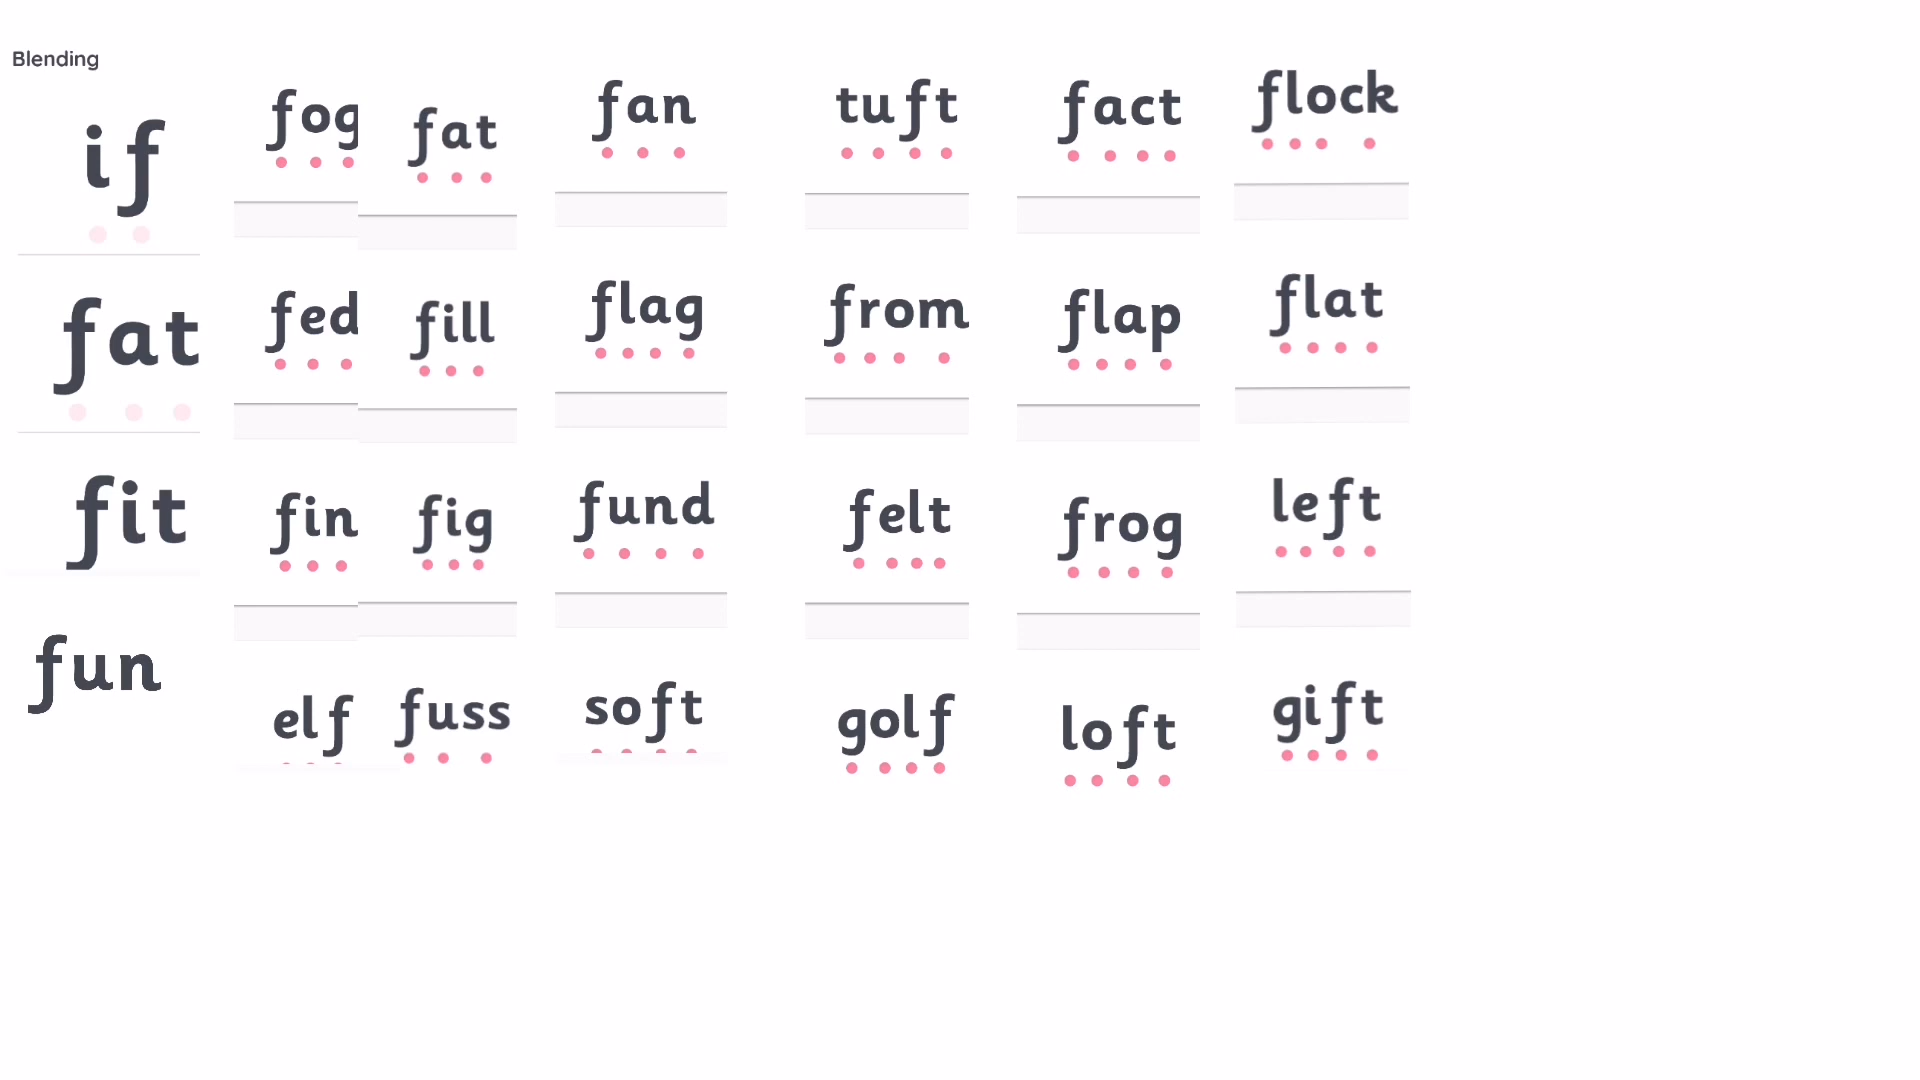 Blending
if fog fat fan tuft fact flock
fat fed fill flag from flap flat
fit fin fig fund felt frog left
fun elf fuss soft golf loft gift